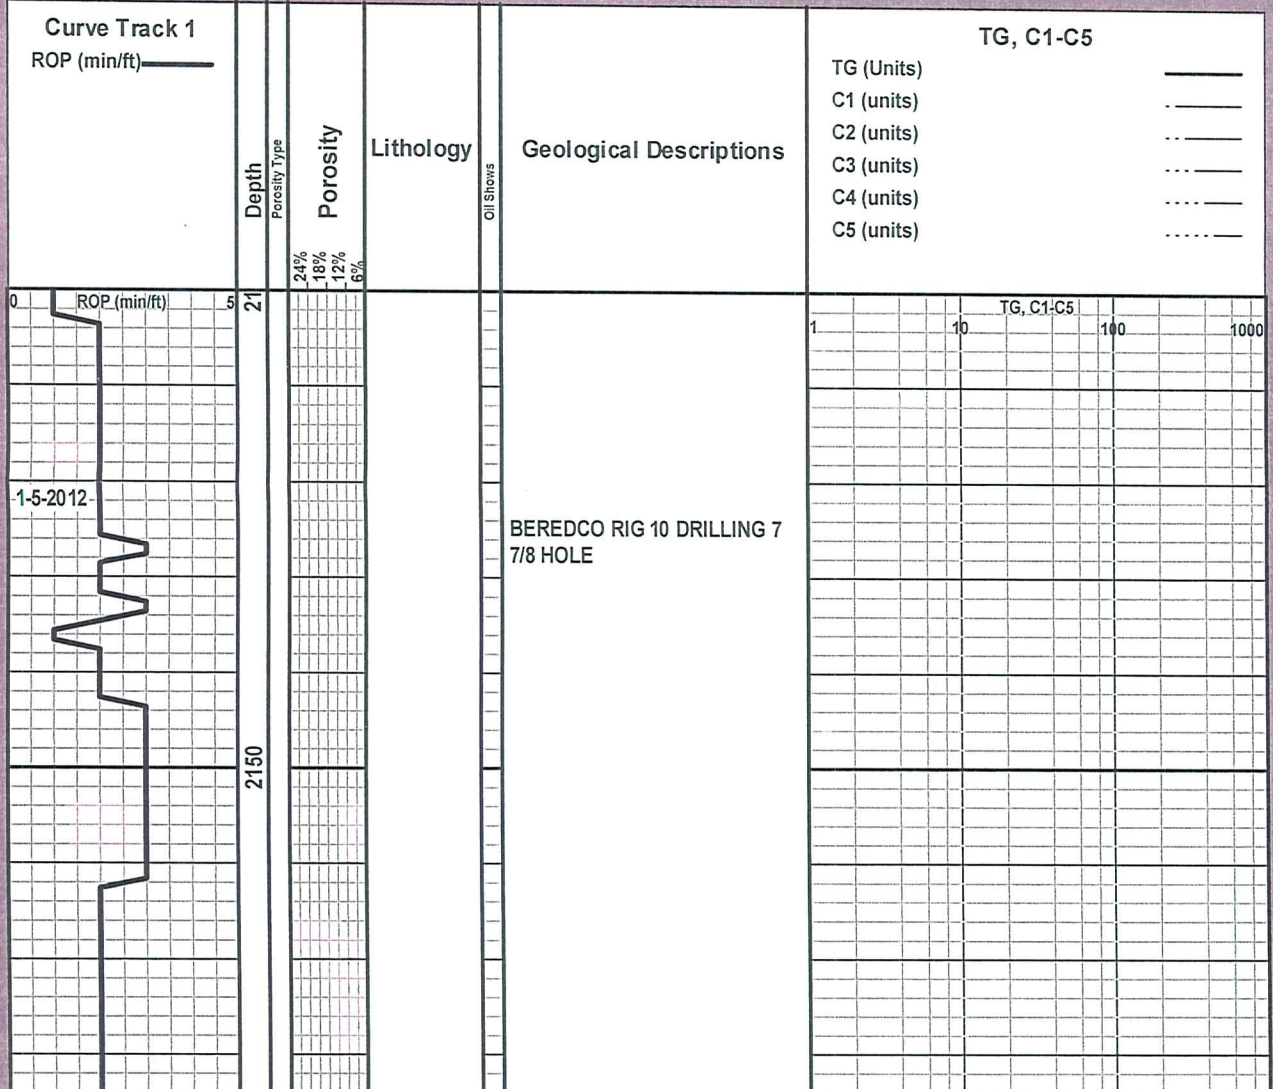 Curve Track 1
ROP (min/ft)
Depth
Porosity Type
Porosity
24%
18%
12%
6%
Lithology
Oil Shows
Geological Descriptions
TG, C1-C5
TG (Units)
C1 (units)
C2 (units)
C3 (units)
C4 (units)
C5 (units)
0 ROP (min/ft) 5
21
TG, C1-C5
1 10 100 1000
1-5-2012
BEREDCO RIG 10 DRILLING 7
7/8 HOLE
2150